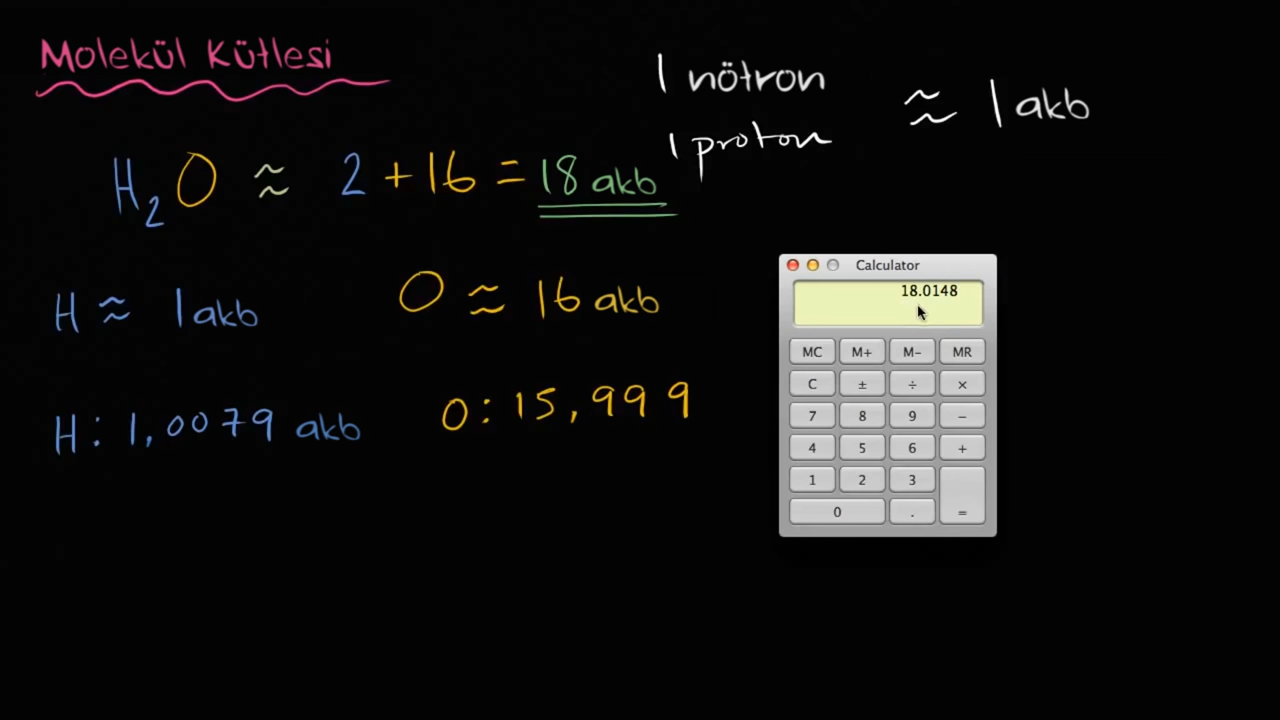 Molekül Kütlesi
1 nötron
1 proton
≈ 1 akb
H₂O ≈ 2 + 16 = 18 akb
H ≈ 1 akb
O ≈ 16 akb
H: 1,0079 akb
O: 15,999
Calculator
18.0148
MC M+ M- MR
C ± ÷ ×
7 8 9 −
4 5 6 +
1 2 3
0 . =